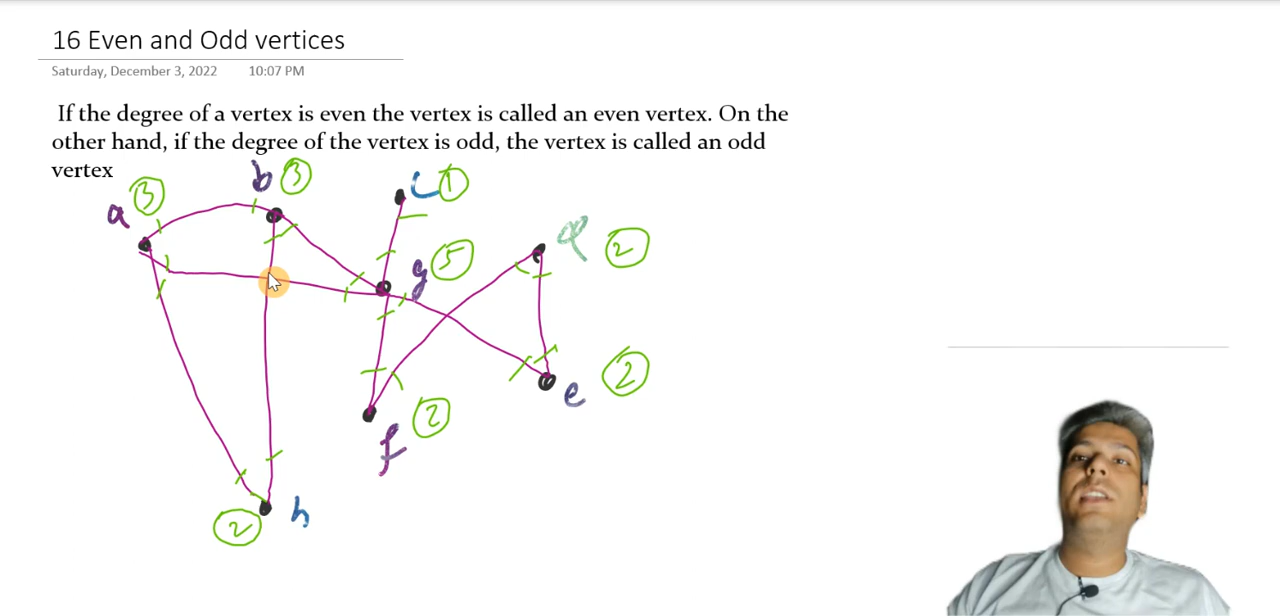 16 Even and Odd vertices
Saturday, December 3, 2022 10:07 PM
If the degree of a vertex is even the vertex is called an even vertex. On the
other hand, if the degree of the vertex is odd, the vertex is called an odd
vertex
b 3
c 1
a 3
d 2
g 5
e 2
f 2
2 h